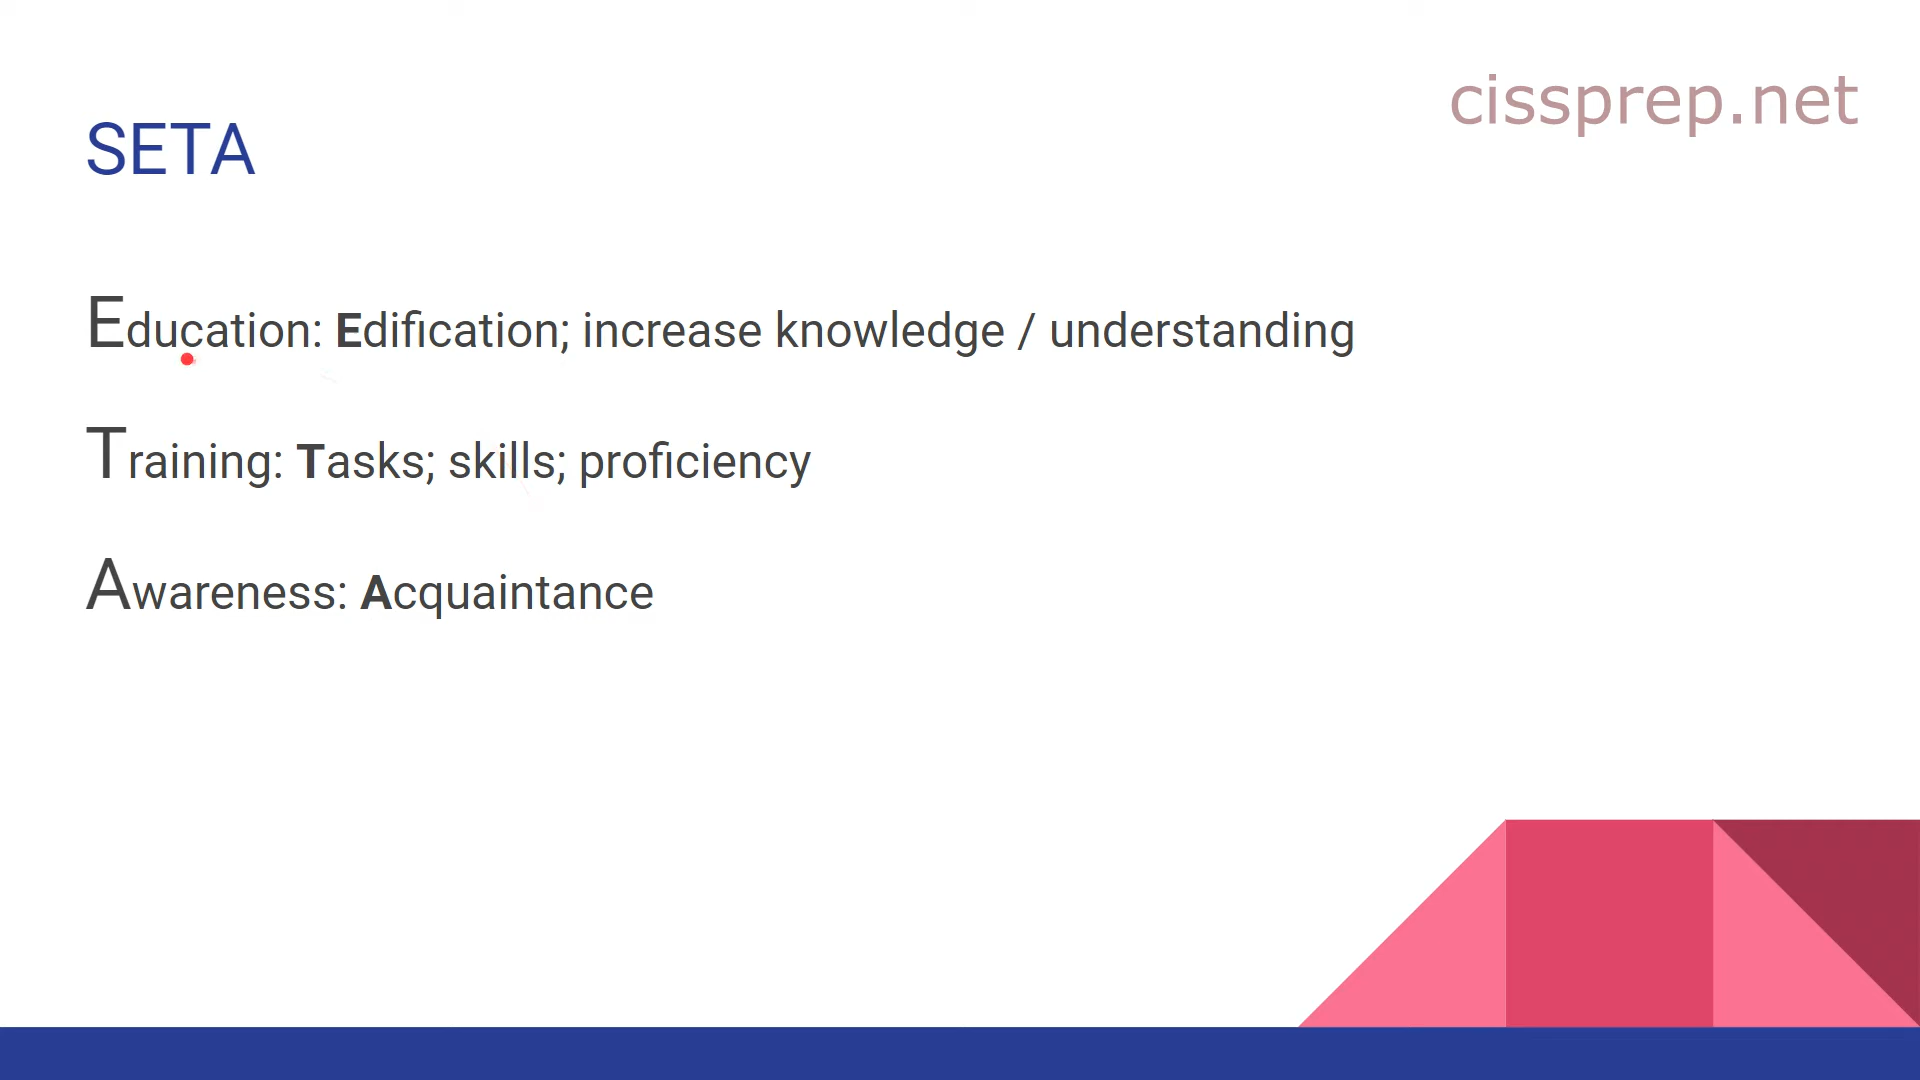 cissprep.net
SETA
Education: Edification; increase knowledge / understanding
Training: Tasks; skills; proficiency
Awareness: Acquaintance